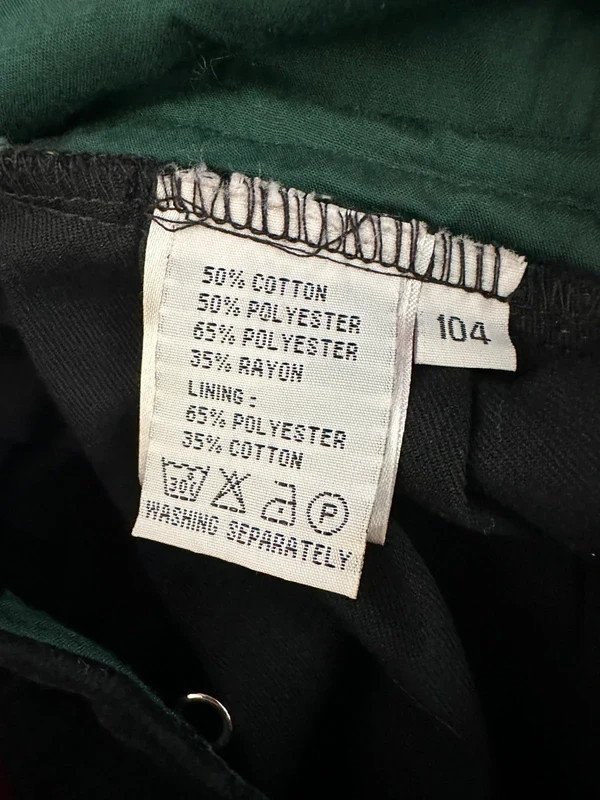 50% COTTON
50% POLYESTER
65% POLYESTER
35% RAYON
LINING :
65% POLYESTER
35% COTTON
30° P
WASHING SEPARATELY
104